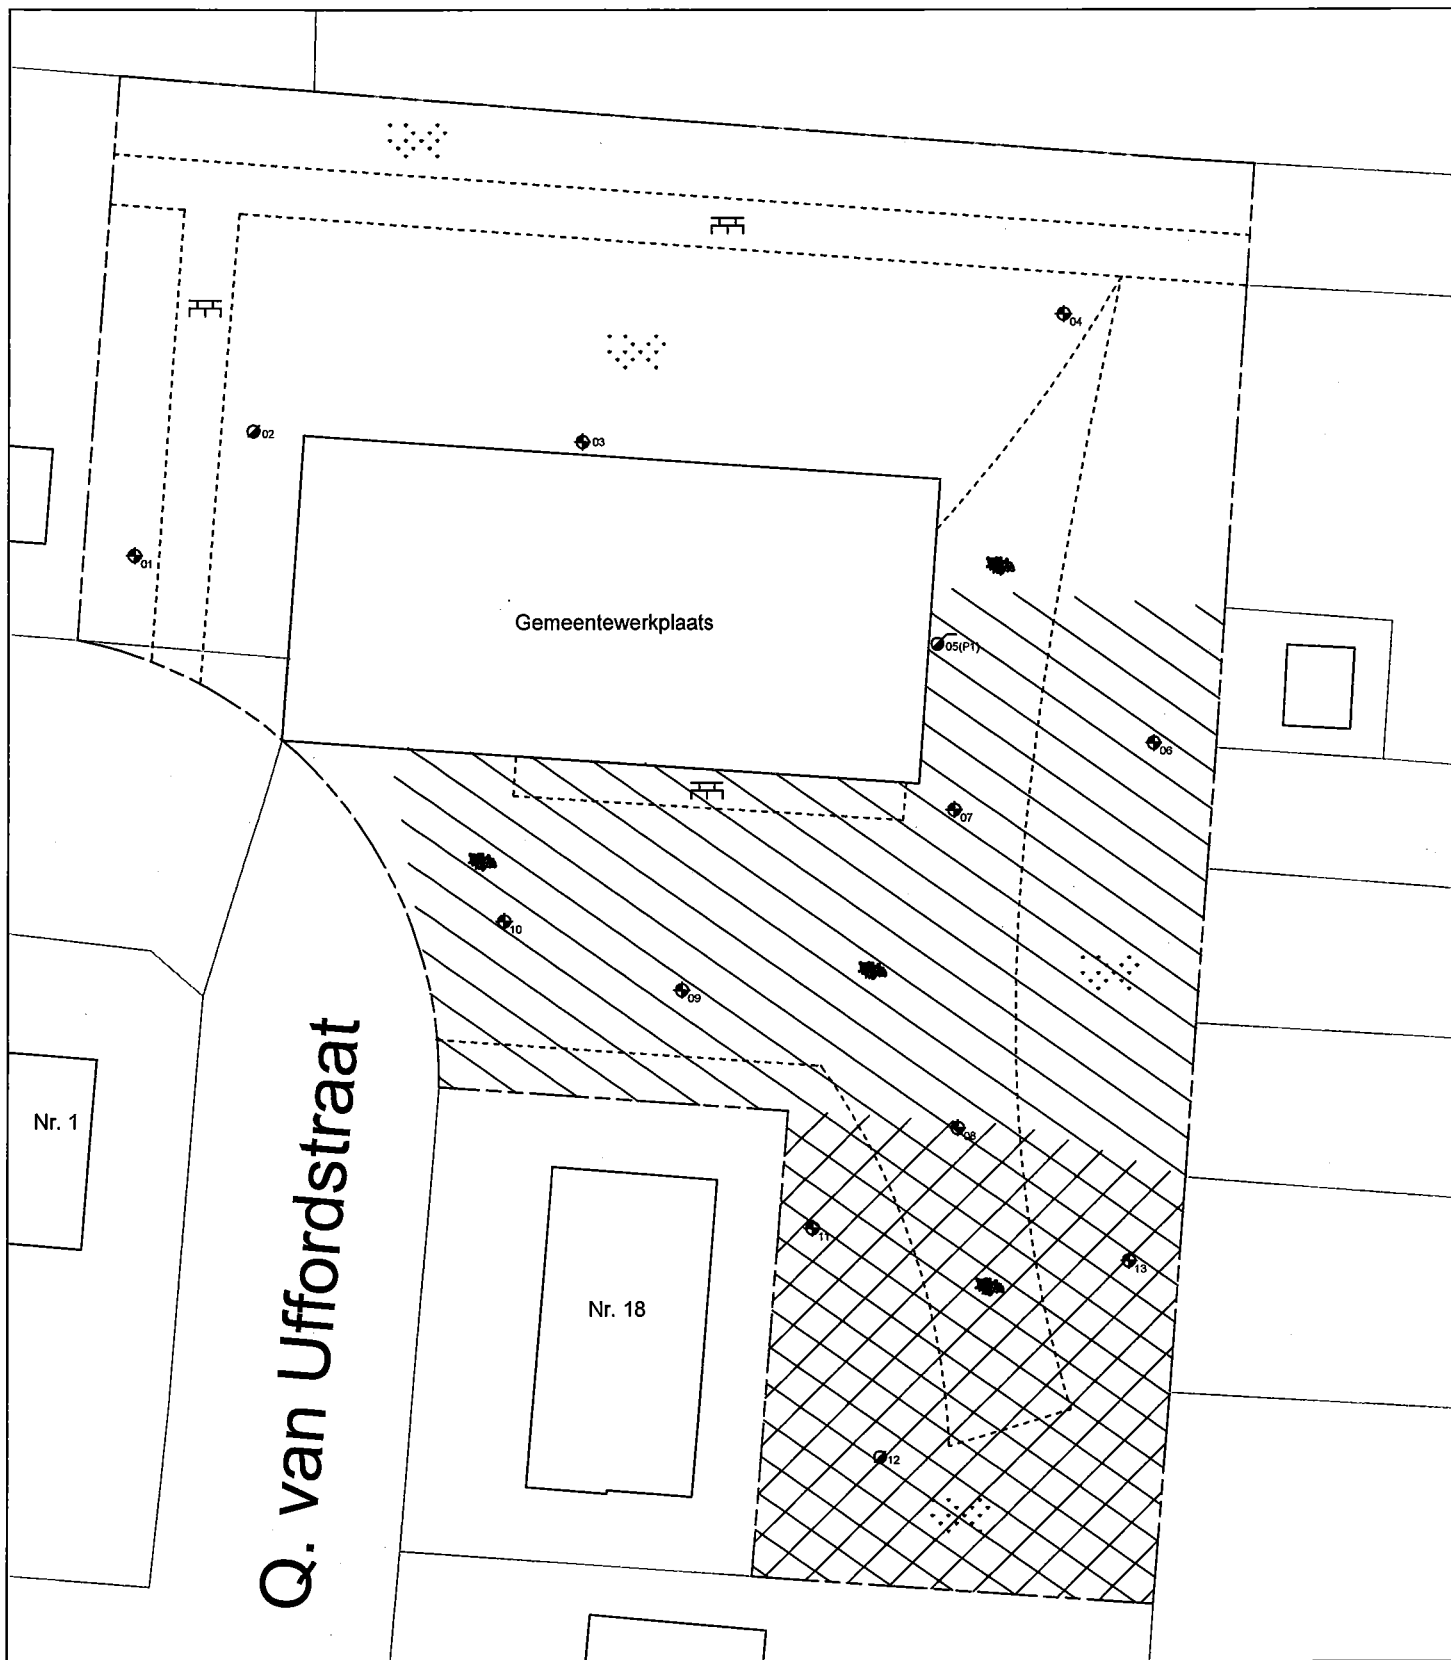 04
02
03
01
Gemeentewerkplaats
05(P1)
06
07
10
09
Q. van Uffordstraat
Nr. 1
08
11
13
Nr. 18
12